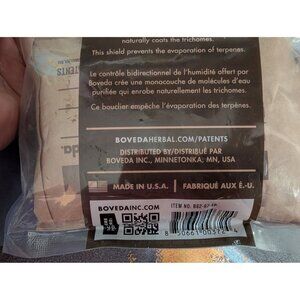 naturally coats the trichomes.
This shield prevents the evaporation of terpenes.
Le contrôle bidirectionnel de l'humidité offert par
Boveda crée une monocouche de molécules d'eau
purifiée qui enrobe naturellement les trichomes.
Ce bouclier empêche l'évaporation des terpènes.
BOVEDAHERBAL.COM/PATENTS
DISTRIBUTED BY/DISTRIBUÉ PAR
BOVEDA INC., MINNETONKA, MN, USA
MADE IN U.S.A.
FABRIQUÉ AUX É.-U.
BOVEDAINC.COM
ITEM NO.